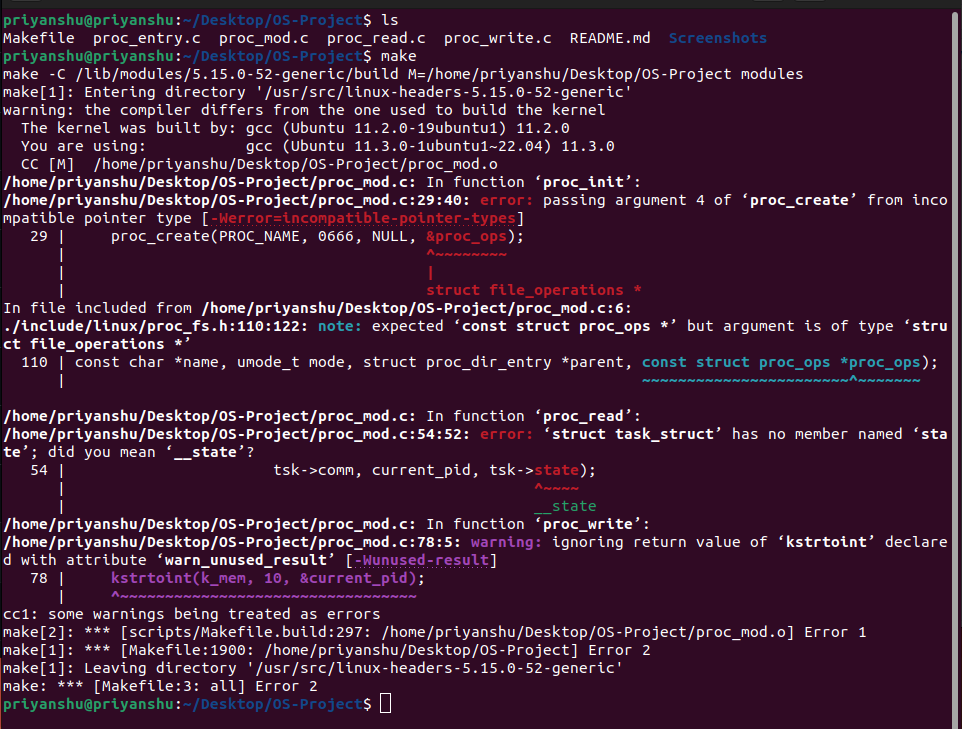 priyanshu@priyanshu:~/Desktop/OS-Project$ ls
Makefile  proc_entry.c  proc_mod.c  proc_read.c  proc_write.c  README.md  Screenshots
priyanshu@priyanshu:~/Desktop/OS-Project$ make
make -C /lib/modules/5.15.0-52-generic/build M=/home/priyanshu/Desktop/OS-Project modules
make[1]: Entering directory '/usr/src/linux-headers-5.15.0-52-generic'
warning: the compiler differs from the one used to build the kernel
  The kernel was built by: gcc (Ubuntu 11.2.0-19ubuntu1) 11.2.0
  You are using:           gcc (Ubuntu 11.3.0-1ubuntu1~22.04) 11.3.0
  CC [M]  /home/priyanshu/Desktop/OS-Project/proc_mod.o
/home/priyanshu/Desktop/OS-Project/proc_mod.c: In function ‘proc_init’:
/home/priyanshu/Desktop/OS-Project/proc_mod.c:29:40: error: passing argument 4 of ‘proc_create’ from inco
mpatible pointer type [-Werror=incompatible-pointer-types]
   29 |     proc_create(PROC_NAME, 0666, NULL, &proc_ops);
      |                                        ^~~~~~~~~
      |                                        |
      |                                        struct file_operations *
In file included from /home/priyanshu/Desktop/OS-Project/proc_mod.c:6:
./include/linux/proc_fs.h:110:122: note: expected ‘const struct proc_ops *’ but argument is of type ‘stru
ct file_operations *’
  110 | const char *name, umode_t mode, struct proc_dir_entry *parent, const struct proc_ops *proc_ops);
      |                                                                ~~~~~~~~~~~~~~~~~~~~~~~^~~~~~~~
/home/priyanshu/Desktop/OS-Project/proc_mod.c: In function ‘proc_read’:
/home/priyanshu/Desktop/OS-Project/proc_mod.c:54:52: error: ‘struct task_struct’ has no member named ‘sta
te’; did you mean ‘__state’?
   54 |                       tsk->comm, current_pid, tsk->state);
      |                                                    ^~~~~
      |                                                    __state
/home/priyanshu/Desktop/OS-Project/proc_mod.c: In function ‘proc_write’:
/home/priyanshu/Desktop/OS-Project/proc_mod.c:78:5: warning: ignoring return value of ‘kstrtoint’ declare
d with attribute ‘warn_unused_result’ [-Wunused-result]
   78 |     kstrtoint(k_mem, 10, &current_pid);
      |     ^~~~~~~~~~~~~~~~~~~~~~~~~~~~~~~~~~
cc1: some warnings being treated as errors
make[2]: *** [scripts/Makefile.build:297: /home/priyanshu/Desktop/OS-Project/proc_mod.o] Error 1
make[1]: *** [Makefile:1900: /home/priyanshu/Desktop/OS-Project] Error 2
make[1]: Leaving directory '/usr/src/linux-headers-5.15.0-52-generic'
make: *** [Makefile:3: all] Error 2
priyanshu@priyanshu:~/Desktop/OS-Project$